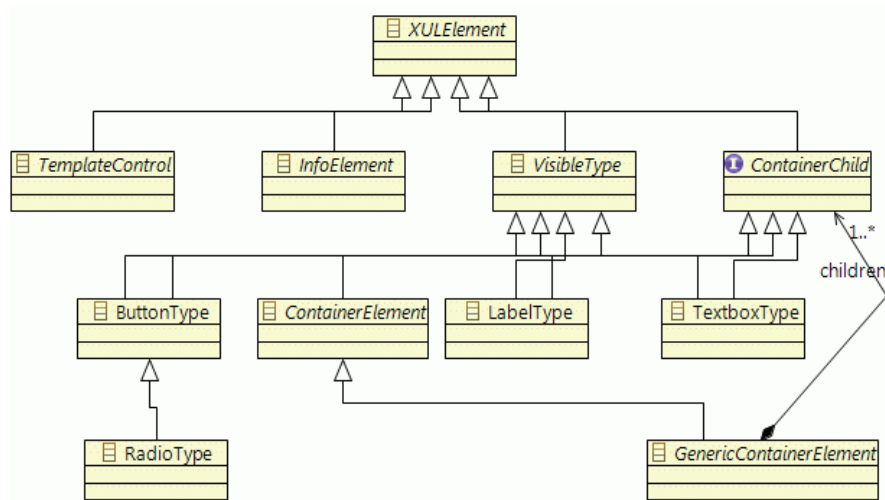 XULElement
TemplateControl
InfoElement
VisibleType
I ContainerChild
1..*
children
ButtonType
ContainerElement
LabelType
TextboxType
RadioType
GenericContainerElement